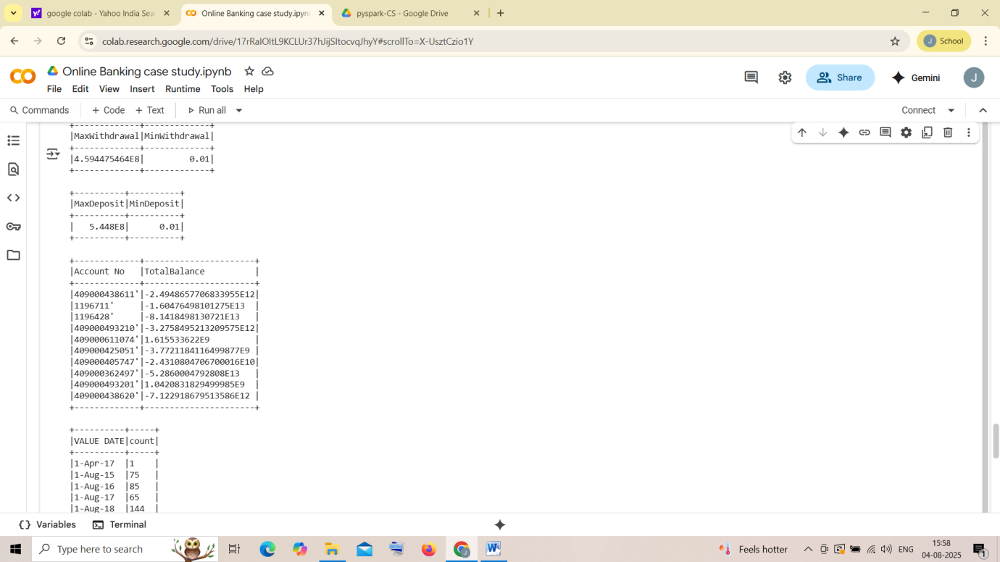 google colab - Yahoo India Sea
Online Banking case study.ipyn
pyspark-CS - Google Drive
colab.research.google.com/drive/17rRaIOItL9KCLUr37hJijSItocvqJhyY#scrollTo=X-UsztCzio1Y
School
Online Banking case study.ipynb
File Edit View Insert Runtime Tools Help
Share
Gemini
J
Commands + Code + Text Run all
Connect
+-------------+-------------+
|MaxWithdrawal|MinWithdrawal|
+-------------+-------------+
|4.594475464E8|         0.01|
+-------------+-------------+
+----------+----------+
|MaxDeposit|MinDeposit|
+----------+----------+
|   5.448E8|      0.01|
+----------+----------+
+-------------+---------------------+
|Account No   |TotalBalance         |
+-------------+---------------------+
|409000438611'|-2.4948657706833955E12|
|1196711'     |-1.60476498101275E13  |
|1196428'     |-8.1418498130721E13   |
|409000493210'|-3.2758495213209575E12|
|409000611074'|1.615533622E9         |
|409000425051'|-3.7721184116499877E9 |
|409000405747'|-2.4310804706700016E10|
|409000362497'|-5.2860004792808E13   |
|409000493201'|1.0420831829499985E9  |
|409000438620'|-7.122918679513586E12 |
+-------------+---------------------+
+----------+-----+
|VALUE DATE|count|
+----------+-----+
|1-Apr-17  |1    |
|1-Aug-15  |75   |
|1-Aug-16  |85   |
|1-Aug-17  |65   |
|1-Aug-18  |144  |
Variables Terminal
Type here to search
Feels hotter
ENG
15:58
04-08-2025
1